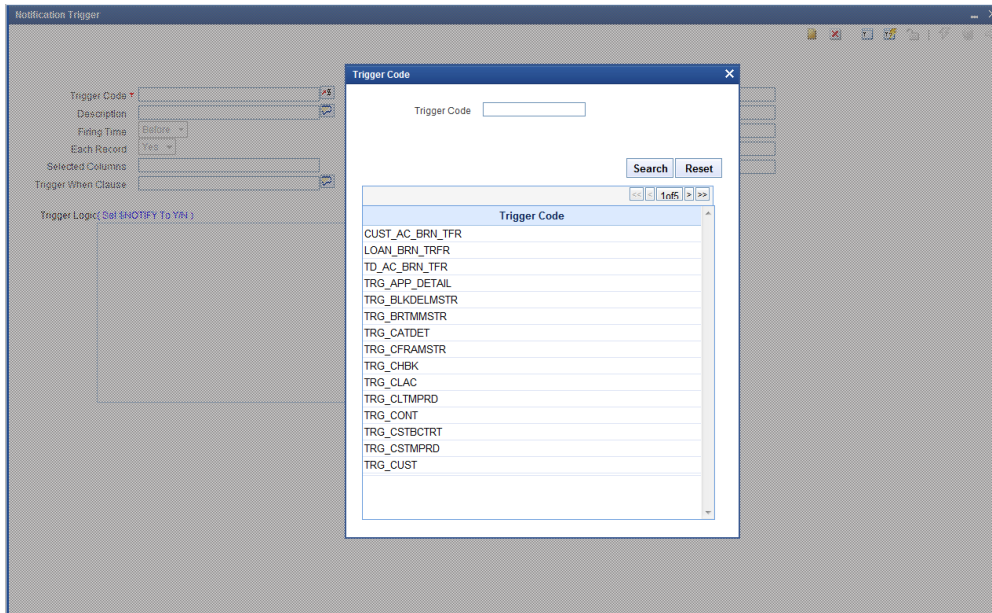 Notification Trigger
Trigger Code *
Description
Firing Time Before
Each Record Yes
Selected Columns
Trigger When Clause
Trigger Logic( Set $NOTIFY To Y/N )
Trigger Code
Trigger Code
Search Reset
<< < 1of5 > >>
Trigger Code
CUST_AC_BRN_TFR
LOAN_BRN_TRFR
TD_AC_BRN_TFR
TRG_APP_DETAIL
TRG_BLKDELMSTR
TRG_BRTMMSTR
TRG_CATDET
TRG_CFRAMSTR
TRG_CHBK
TRG_CLAC
TRG_CLTMPRD
TRG_CONT
TRG_CSTBCTRT
TRG_CSTMPRD
TRG_CUST